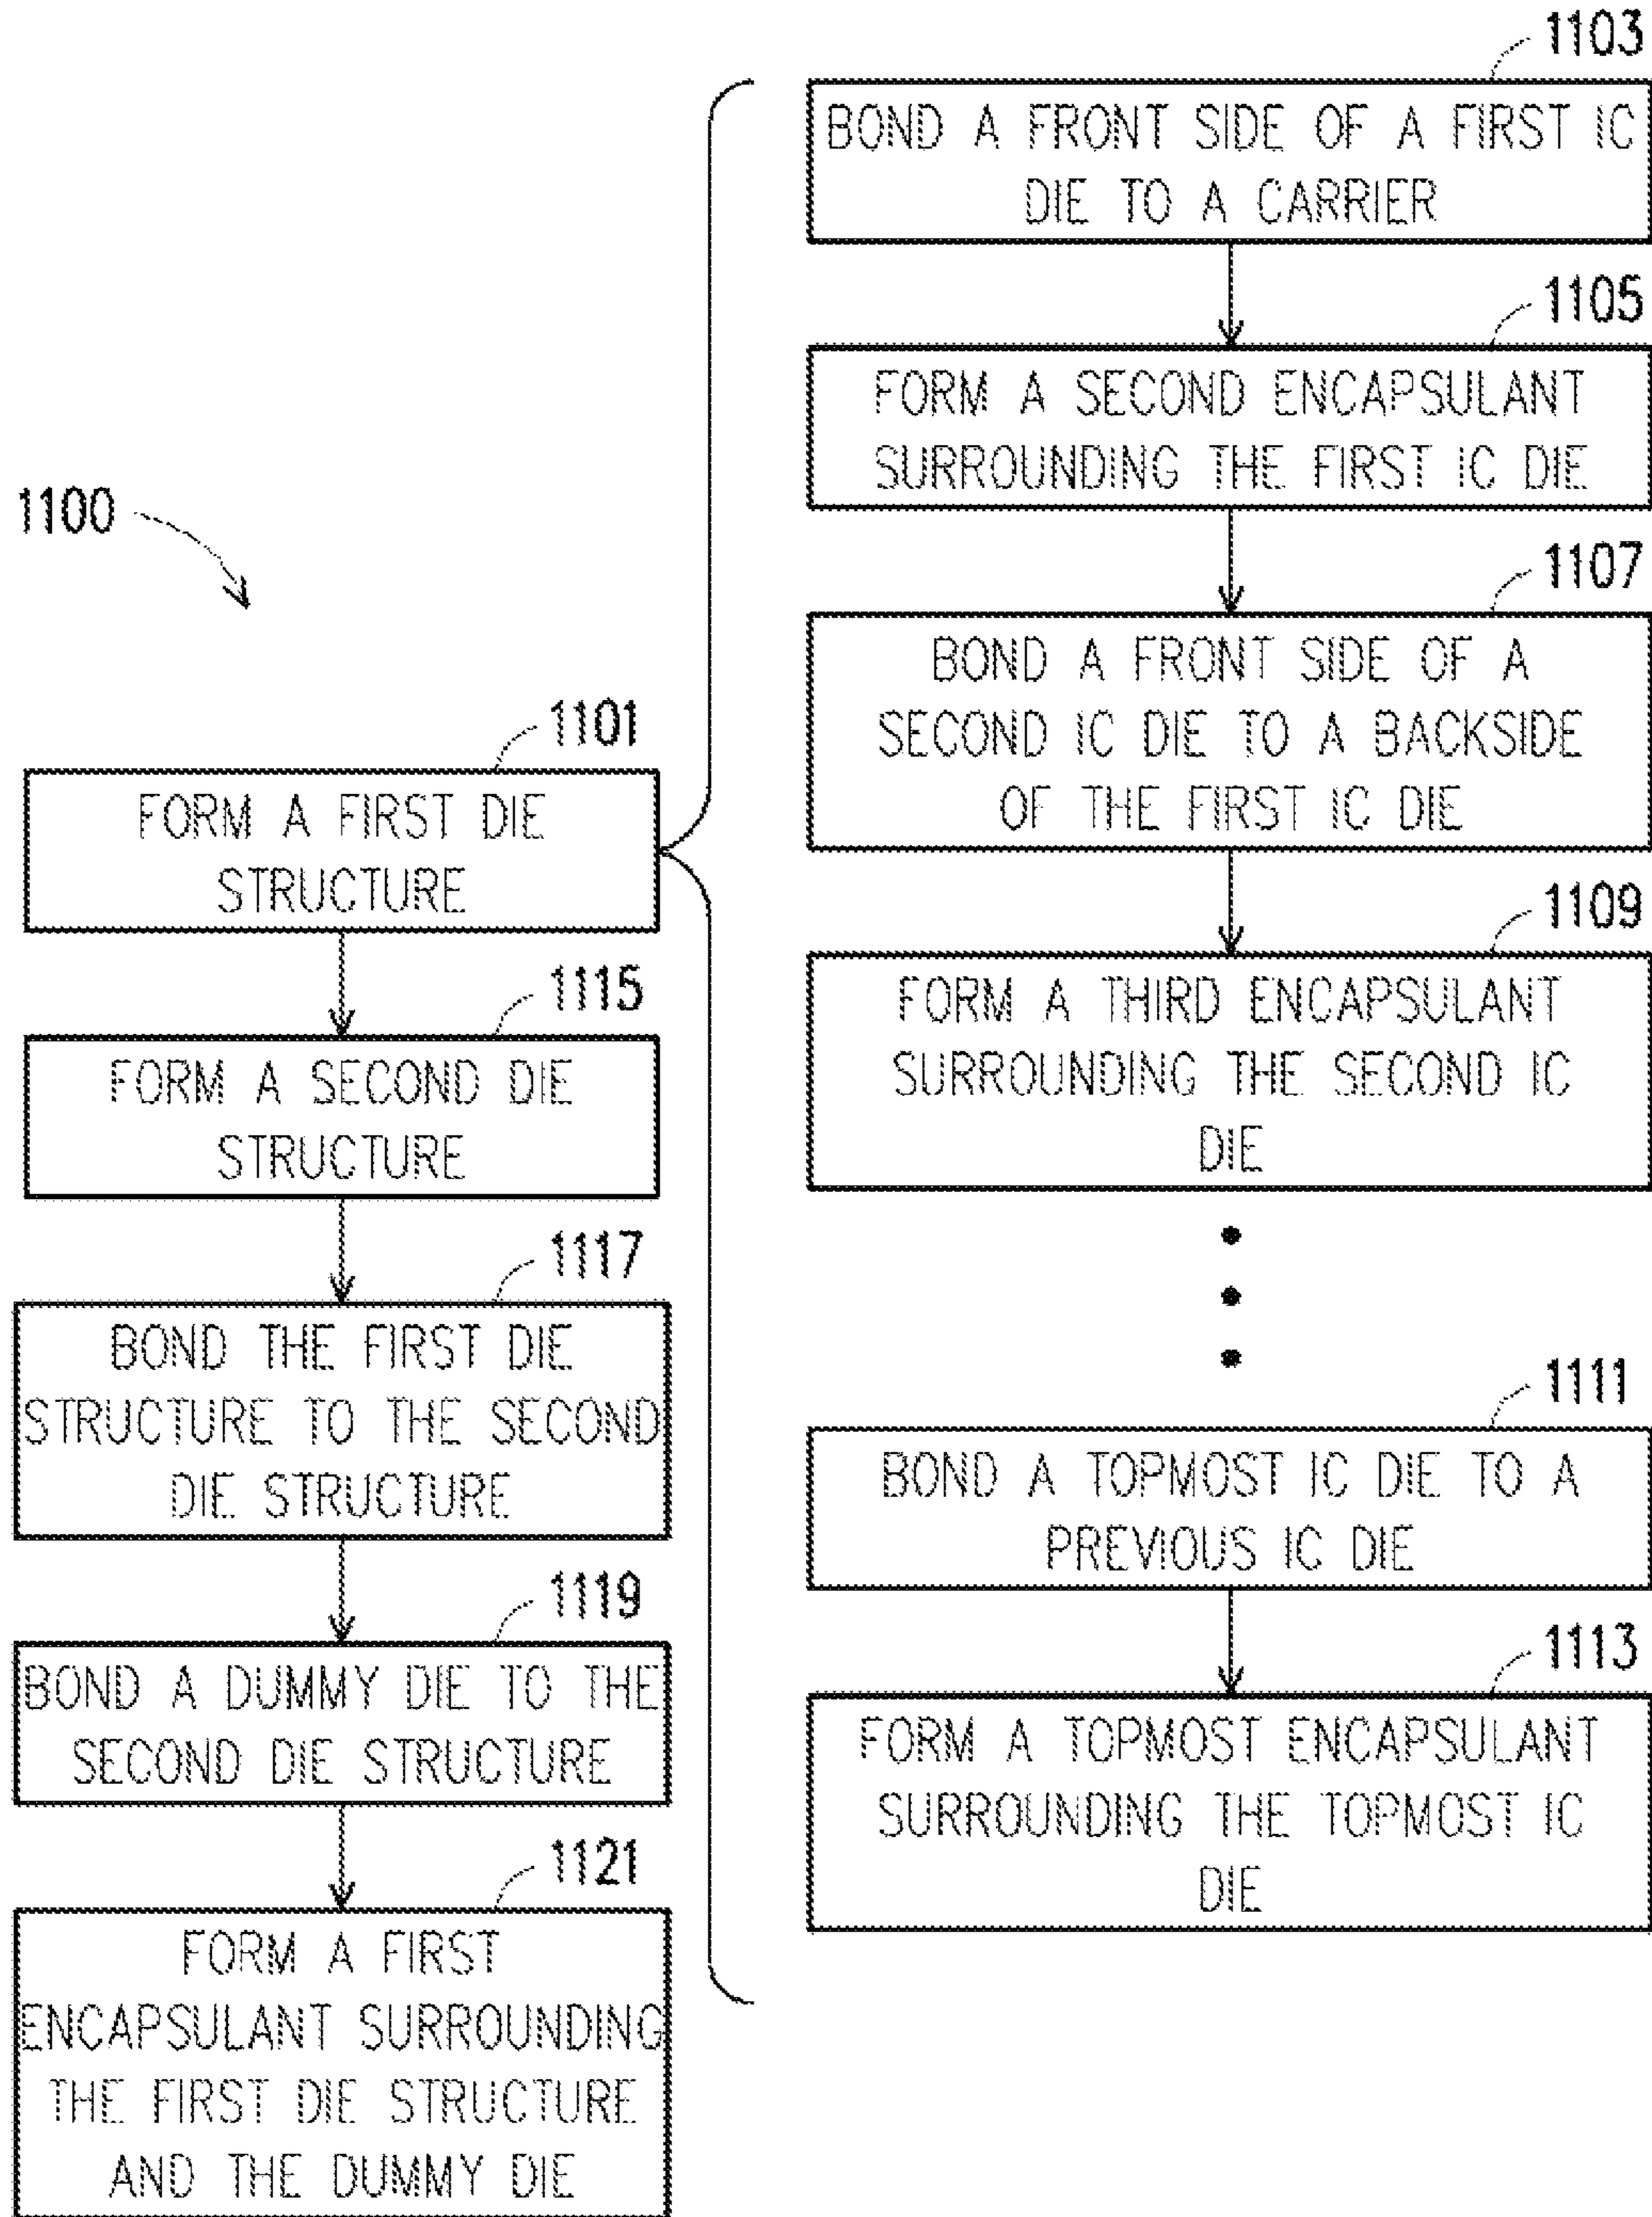 1100
1101
FORM A FIRST DIE
STRUCTURE
1103
BOND A FRONT SIDE OF A FIRST IC
DIE TO A CARRIER
1105
FORM A SECOND ENCAPSULANT
SURROUNDING THE FIRST IC DIE
1107
BOND A FRONT SIDE OF A
SECOND IC DIE TO A BACKSIDE
OF THE FIRST IC DIE
1109
FORM A THIRD ENCAPSULANT
SURROUNDING THE SECOND IC
DIE
1111
BOND A TOPMOST IC DIE TO A
PREVIOUS IC DIE
1113
FORM A TOPMOST ENCAPSULANT
SURROUNDING THE TOPMOST IC
DIE
1115
FORM A SECOND DIE
STRUCTURE
1117
BOND THE FIRST DIE
STRUCTURE TO THE SECOND
DIE STRUCTURE
1119
BOND A DUMMY DIE TO THE
SECOND DIE STRUCTURE
1121
FORM A FIRST
ENCAPSULANT SURROUNDING
THE FIRST DIE STRUCTURE
AND THE DUMMY DIE